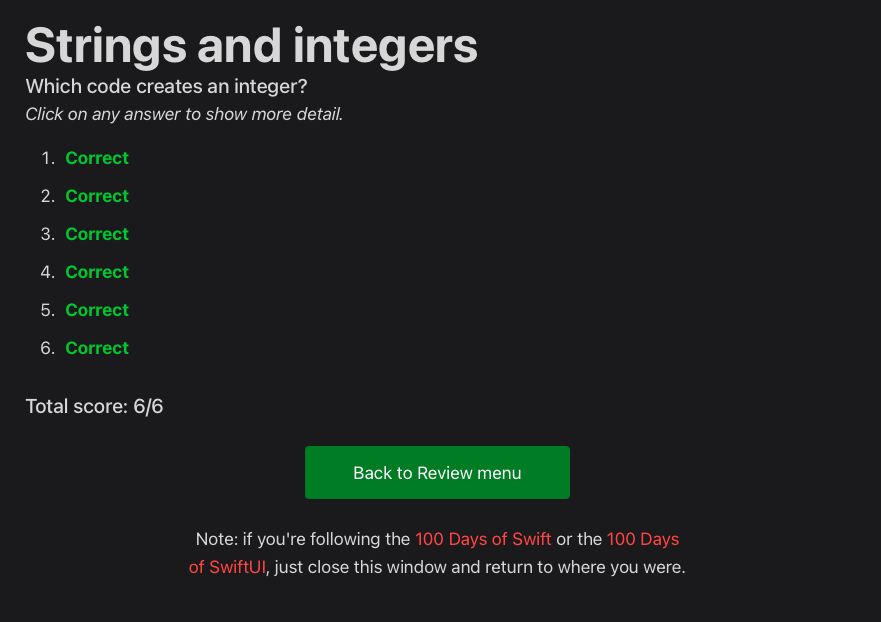 Strings and integers
Which code creates an integer?
Click on any answer to show more detail.
1. Correct
2. Correct
3. Correct
4. Correct
5. Correct
6. Correct
Total score: 6/6
Back to Review menu
Note: if you're following the 100 Days of Swift or the 100 Days
of SwiftUI, just close this window and return to where you were.